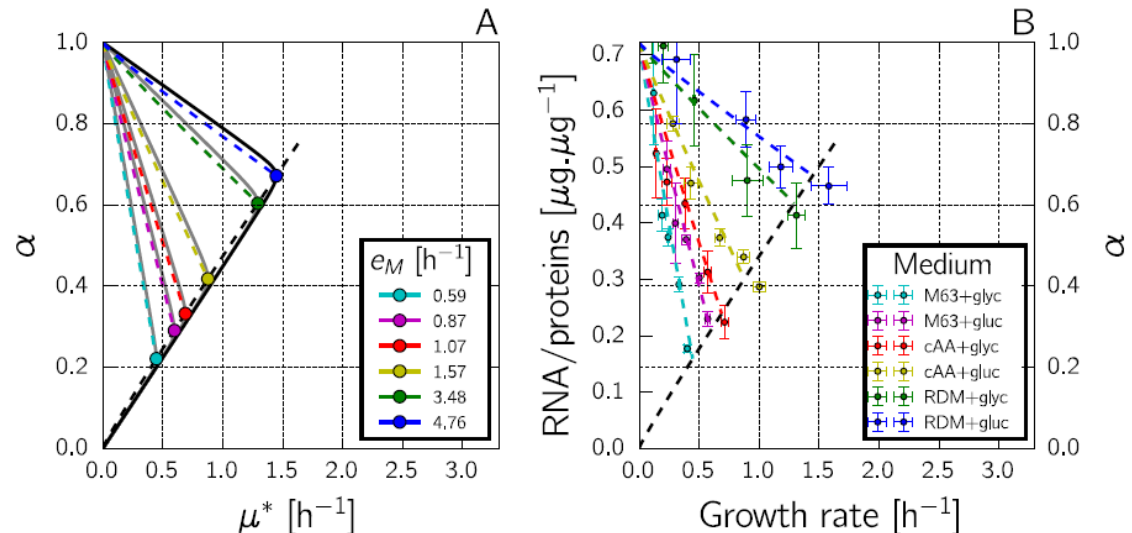 A
1.0
0.8
0.6
0.4
0.2
0.0
α
0.0 0.5 1.0 1.5 2.0 2.5 3.0
μ* [h⁻¹]
e_M [h⁻¹]
0.59
0.87
1.07
1.57
3.48
4.76
B
0.7
0.6
0.5
0.4
0.3
0.2
0.1
0.0
RNA/proteins [μg.μg⁻¹]
0.0 0.5 1.0 1.5 2.0 2.5 3.0
Growth rate [h⁻¹]
Medium
M63+glyc
M63+gluc
cAA+glyc
cAA+gluc
RDM+glyc
RDM+gluc
1.0
0.8
0.6
0.4
0.2
0.0
α